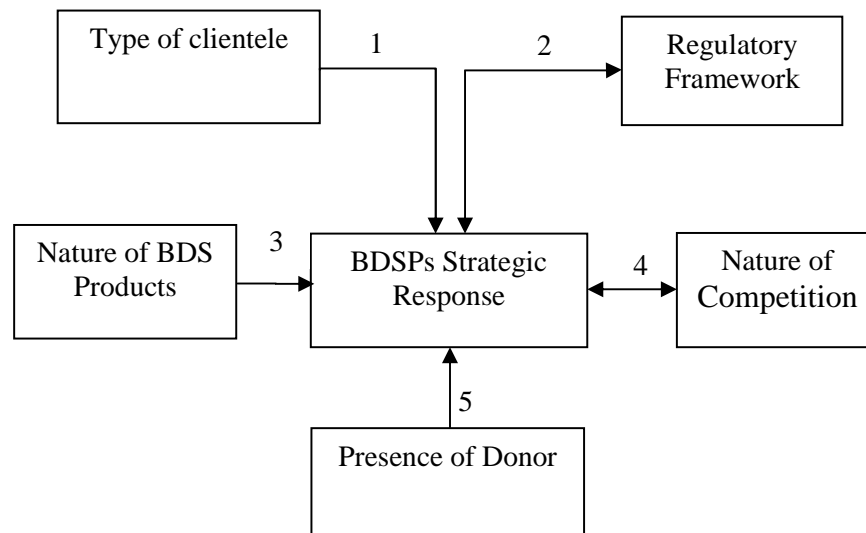 Type of clientele
1
2
Regulatory
Framework
Nature of BDS
Products
3
BDSPs Strategic
Response
4
Nature of
Competition
5
Presence of Donor